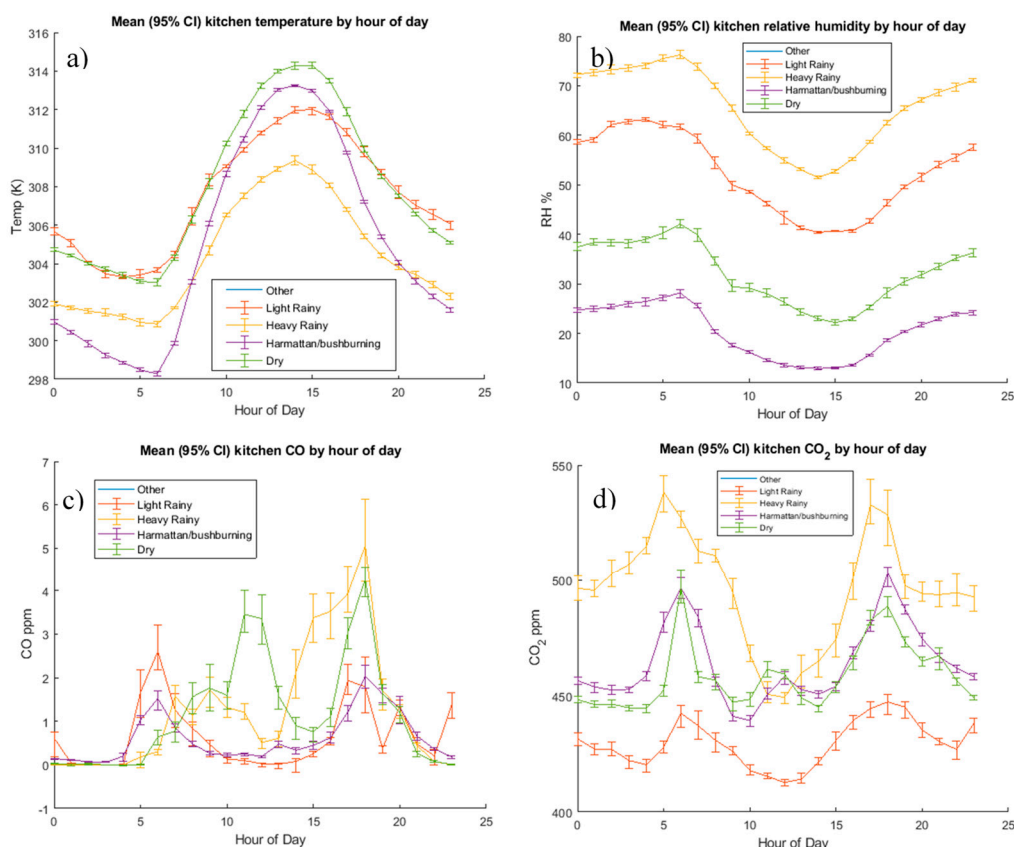 Mean (95% CI) kitchen temperature by hour of day
a)
316
314
312
310
308
306
304
302
300
298
Temp (K)
Other
Light Rainy
Heavy Rainy
Harmattan/bushburning
Dry
0 5 10 15 20 25
Hour of Day
Mean (95% CI) kitchen relative humidity by hour of day
b)
80
70
60
50
40
30
20
10
RH %
Other
Light Rainy
Heavy Rainy
Harmattan/bushburning
Dry
0 5 10 15 20 25
Hour of Day
Mean (95% CI) kitchen CO by hour of day
c)
7
6
5
4
3
2
1
0
-1
CO ppm
Other
Light Rainy
Heavy Rainy
Harmattan/bushburning
Dry
0 5 10 15 20 25
Hour of Day
Mean (95% CI) kitchen CO₂ by hour of day
d)
550
500
450
400
CO₂ ppm
Other
Light Rainy
Heavy Rainy
Harmattan/bushburning
Dry
0 5 10 15 20 25
Hour of Day